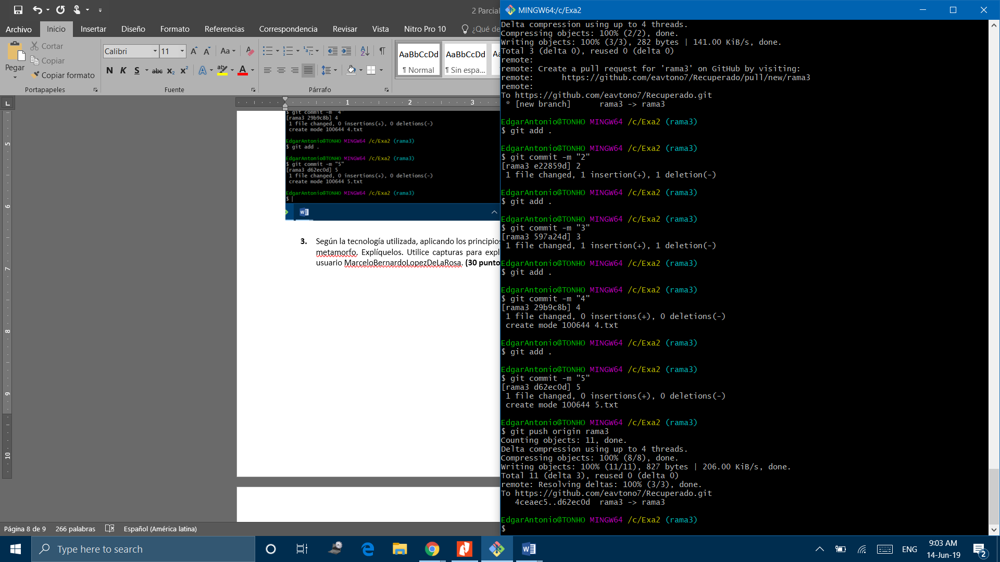 2 Parcial
Archivo Inicio Insertar Diseño Formato Referencias Correspondencia Revisar Vista Nitro Pro 10 ¿Qué de
Pegar
Cortar
Copiar
Copiar formato
Portapapeles
Calibri 11
Aa
N K S abc x₂ x² A ab A
Fuente
Párrafo
AaBbCcDd AaBbCcDd A
¶ Normal ¶ Sin espa...
L
1 2 3
5
6
7
8
9
10
$ git commit -m "4"
[rama3 29b9c8b] 4
1 file changed, 0 insertions(+), 0 deletions(-)
create mode 100644 4.txt
EdgarAntonio@TONHO MINGW64 /c/Exa2 (rama3)
$ git add .
EdgarAntonio@TONHO MINGW64 /c/Exa2 (rama3)
$ git commit -m "5"
[rama3 d62ec0d] 5
1 file changed, 0 insertions(+), 0 deletions(-)
create mode 100644 5.txt
EdgarAntonio@TONHO MINGW64 /c/Exa2 (rama3)
$
3. Según la tecnología utilizada, aplicando los principios
metamorfo. Explíquelos. Utilice capturas para expl
usuario MarceloBernardoLopezDeLaRosa. (30 punto
Página 8 de 9 266 palabras Español (América latina)
MINGW64:/c/Exa2
Delta compression using up to 4 threads.
Compressing objects: 100% (2/2), done.
Writing objects: 100% (3/3), 282 bytes | 141.00 KiB/s, done.
Total 3 (delta 0), reused 0 (delta 0)
remote:
remote: Create a pull request for 'rama3' on GitHub by visiting:
remote:      https://github.com/eavtono7/Recuperado/pull/new/rama3
remote:
To https://github.com/eavtono7/Recuperado.git
* [new branch]      rama3 -> rama3
EdgarAntonio@TONHO MINGW64 /c/Exa2 (rama3)
$ git add .
EdgarAntonio@TONHO MINGW64 /c/Exa2 (rama3)
$ git commit -m "2"
[rama3 e22859d] 2
1 file changed, 1 insertion(+), 1 deletion(-)
EdgarAntonio@TONHO MINGW64 /c/Exa2 (rama3)
$ git add .
EdgarAntonio@TONHO MINGW64 /c/Exa2 (rama3)
$ git commit -m "3"
[rama3 597a24d] 3
1 file changed, 1 insertion(+), 1 deletion(-)
EdgarAntonio@TONHO MINGW64 /c/Exa2 (rama3)
$ git add .
EdgarAntonio@TONHO MINGW64 /c/Exa2 (rama3)
$ git commit -m "4"
[rama3 29b9c8b] 4
1 file changed, 0 insertions(+), 0 deletions(-)
create mode 100644 4.txt
EdgarAntonio@TONHO MINGW64 /c/Exa2 (rama3)
$ git add .
EdgarAntonio@TONHO MINGW64 /c/Exa2 (rama3)
$ git commit -m "5"
[rama3 d62ec0d] 5
1 file changed, 0 insertions(+), 0 deletions(-)
create mode 100644 5.txt
EdgarAntonio@TONHO MINGW64 /c/Exa2 (rama3)
$ git push origin rama3
Counting objects: 11, done.
Delta compression using up to 4 threads.
Compressing objects: 100% (8/8), done.
Writing objects: 100% (11/11), 827 bytes | 206.00 KiB/s, done.
Total 11 (delta 3), reused 0 (delta 0)
remote: Resolving deltas: 100% (3/3), done.
To https://github.com/eavtono7/Recuperado.git
4ceaec5..d62ec0d  rama3 -> rama3
EdgarAntonio@TONHO MINGW64 /c/Exa2 (rama3)
$
Type here to search
ENG
9:03 AM
14-Jun-19
2